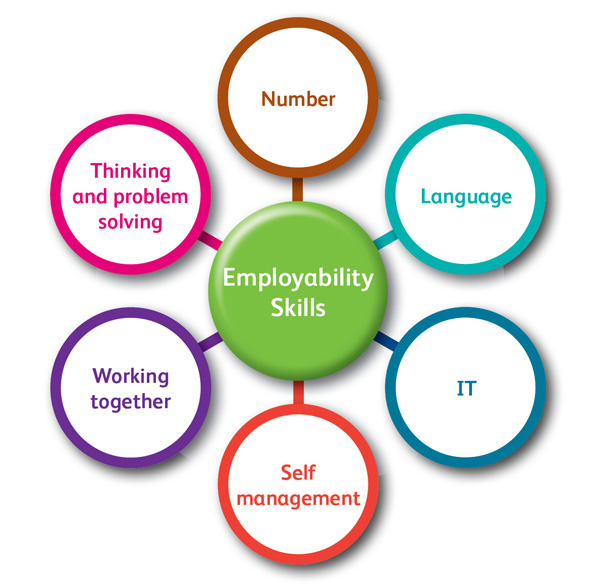 Number
Language
IT
Self
management
Working
together
Thinking
and problem
solving
Employability
Skills